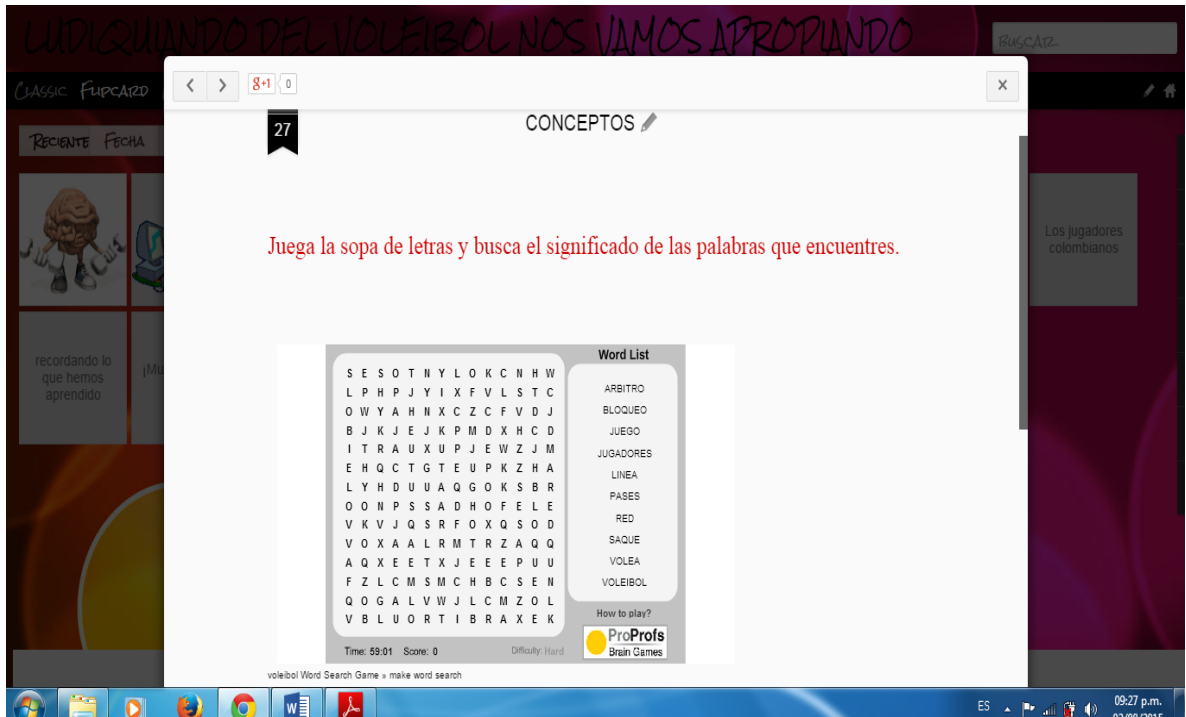 LUDIQUIANDO DEL VOLEIBOL NOS VAMOS APROPIANDO
BUSCAR
CLASSIC FLIPCARD
g+1 0
RECIENTE FECHA
27
CONCEPTOS
Juega la sopa de letras y busca el significado de las palabras que encuentres.
Los jugadores
colombianos
recordando lo
que hemos
aprendido
¡Mu
Word List
S E S O T N Y L O K C N H W
L P H P J Y I X F V L S T C
O W Y A H N X C Z C F V D J
B J K J E J K P M D X H C D
I T R A U X U P J E W Z J M
E H Q C T G T E U P K Z H A
L Y H D U U A Q G O K S B R
O O N P S S A D H O F E L E
V K V J Q S R F O X Q S O D
V O X A A L R M T R Z A Q Q
A Q X E E T X J E E E P U U
F Z L C M S M C H B C S E N
Q O G A L V W J L C M Z O L
V B L U O R T I B R A X E K
ARBITRO
BLOQUEO
JUEGO
JUGADORES
LINEA
PASES
RED
SAQUE
VOLEA
VOLEIBOL
How to play?
ProProfs
Brain Games
Time: 59:01 Score: 0 Difficulty: Hard
voleibol Word Search Game » make word search
ES 09:27 p.m.